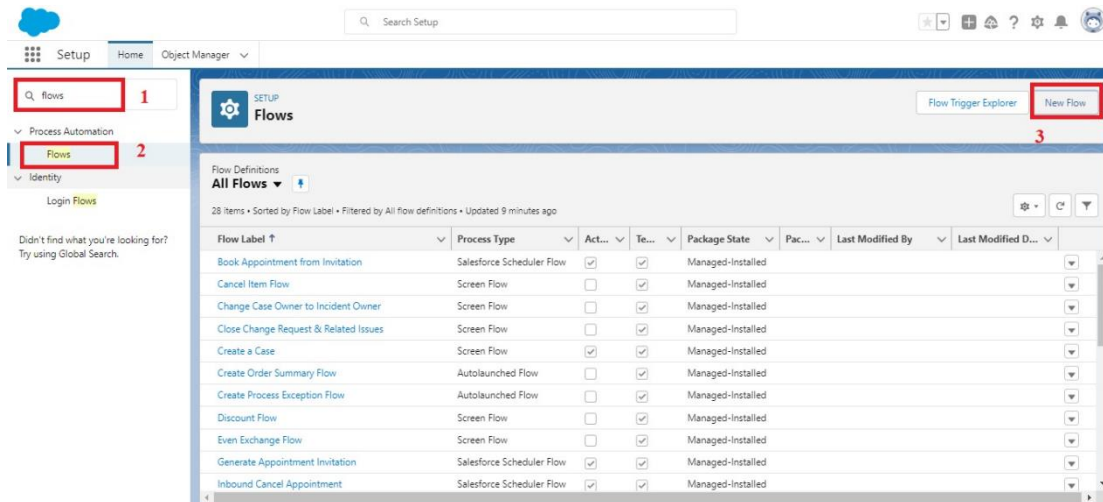 Search Setup
Setup Home Object Manager
flows 1
SETUP
Flows
Flow Trigger Explorer New Flow
3
Process Automation
Flows 2
Identity
Login Flows
Didn't find what you're looking for?
Try using Global Search.
Flow Definitions
All Flows
28 items • Sorted by Flow Label • Filtered by All flow definitions • Updated 9 minutes ago
Flow Label ↑ Process Type Act... Te... Package State Pac... Last Modified By Last Modified D...
Book Appointment from Invitation Salesforce Scheduler Flow Managed-Installed
Cancel Item Flow Screen Flow Managed-Installed
Change Case Owner to Incident Owner Screen Flow Managed-Installed
Close Change Request & Related Issues Screen Flow Managed-Installed
Create a Case Screen Flow Managed-Installed
Create Order Summary Flow Autolaunched Flow Managed-Installed
Create Process Exception Flow Autolaunched Flow Managed-Installed
Discount Flow Screen Flow Managed-Installed
Even Exchange Flow Screen Flow Managed-Installed
Generate Appointment Invitation Salesforce Scheduler Flow Managed-Installed
Inbound Cancel Appointment Salesforce Scheduler Flow Managed-Installed